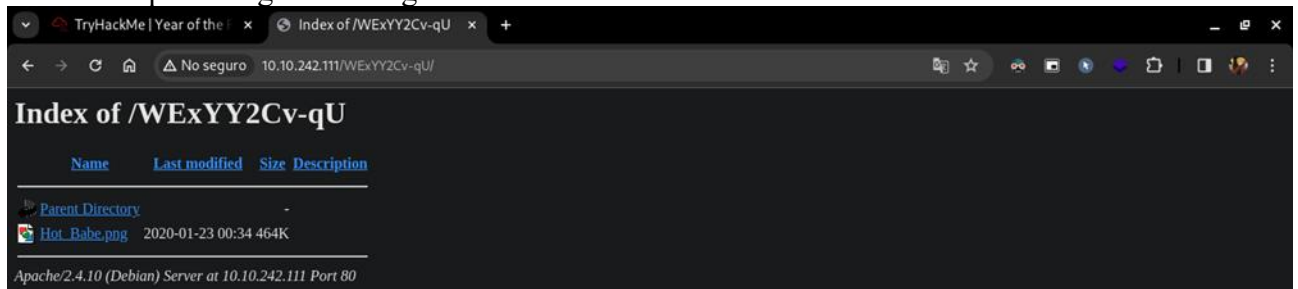 TryHackMe | Year of the
Index of /WExYY2Cv-qU
No seguro 10.10.242.111/WExYY2Cv-qU/
Index of /WExYY2Cv-qU
Name Last modified Size Description
Parent Directory -
Hot_Babe.png 2020-01-23 00:34 464K
Apache/2.4.10 (Debian) Server at 10.10.242.111 Port 80